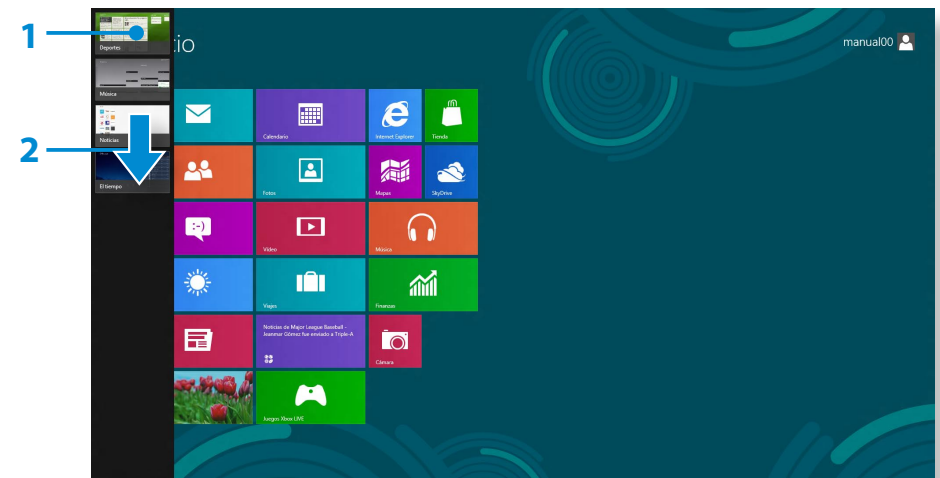 1
2
Deportes
Música
Noticias
El tiempo
io
manual00
Calendario
Internet Explorer
Tienda
Fotos
Mapas
SkyDrive
:-)
Vídeo
Música
Viajes
Finanzas
Noticias de Major League Baseball -
Jeanmar Gómez fue enviado a Triple-A
Cámara
Juegos Xbox LIVE